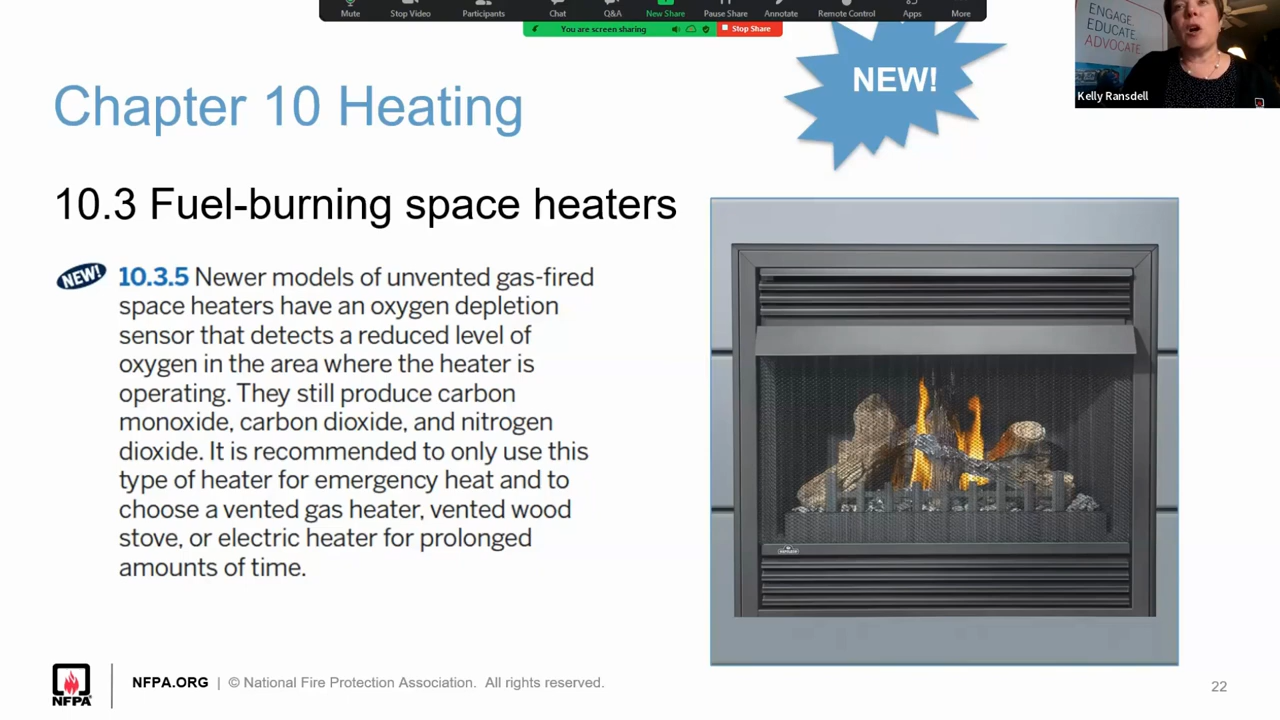 Mute Stop Video Participants Chat Q&A New Share Pause Share Annotate Remote Control Apps More
You are screen sharing Stop Share
ENGAGE.
EDUCATE.
ADVOCATE.
Kelly Ransdell
NEW!
Chapter 10 Heating
10.3 Fuel-burning space heaters
NEW! 10.3.5 Newer models of unvented gas-fired
space heaters have an oxygen depletion
sensor that detects a reduced level of
oxygen in the area where the heater is
operating. They still produce carbon
monoxide, carbon dioxide, and nitrogen
dioxide. It is recommended to only use this
type of heater for emergency heat and to
choose a vented gas heater, vented wood
stove, or electric heater for prolonged
amounts of time.
NFPA
NFPA.ORG | © National Fire Protection Association. All rights reserved.
22